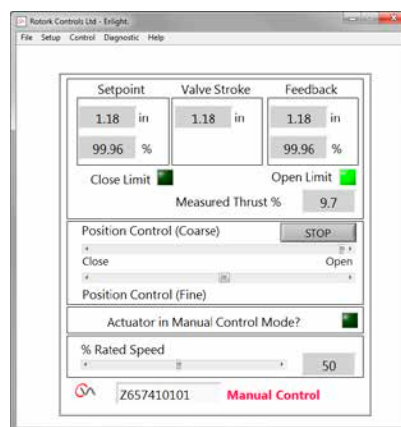 Rotork Controls Ltd - Enlight.
File Setup Control Diagnostic Help
Setpoint Valve Stroke Feedback
1.18 in 1.18 in 1.18 in
99.96 % 99.96 %
Close Limit Open Limit
Measured Thrust % 9.7
Position Control (Coarse) STOP
Close Open
Position Control (Fine)
Actuator in Manual Control Mode?
% Rated Speed
50
Z657410101 Manual Control